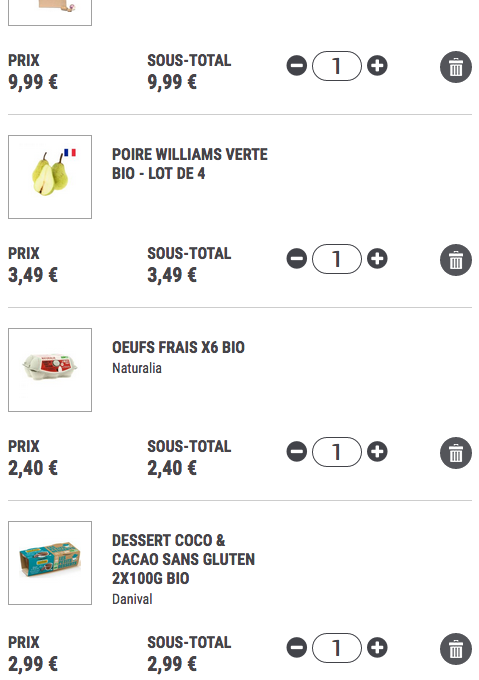 PRIX SOUS-TOTAL
9,99 € 9,99 € 1
POIRE WILLIAMS VERTE
BIO - LOT DE 4
PRIX SOUS-TOTAL
3,49 € 3,49 € 1
OEUFS FRAIS X6 BIO
Naturalia
PRIX SOUS-TOTAL
2,40 € 2,40 € 1
DESSERT COCO &
CACAO SANS GLUTEN
2X100G BIO
Danival
PRIX SOUS-TOTAL
2,99 € 2,99 € 1